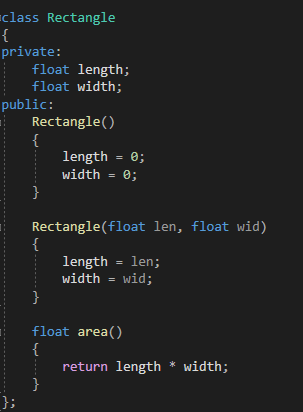 class Rectangle
{
private:
    float length;
    float width;
public:
    Rectangle()
    {
        length = 0;
        width = 0;
    }

    Rectangle(float len, float wid)
    {
        length = len;
        width = wid;
    }

    float area()
    {
        return length * width;
    }
};